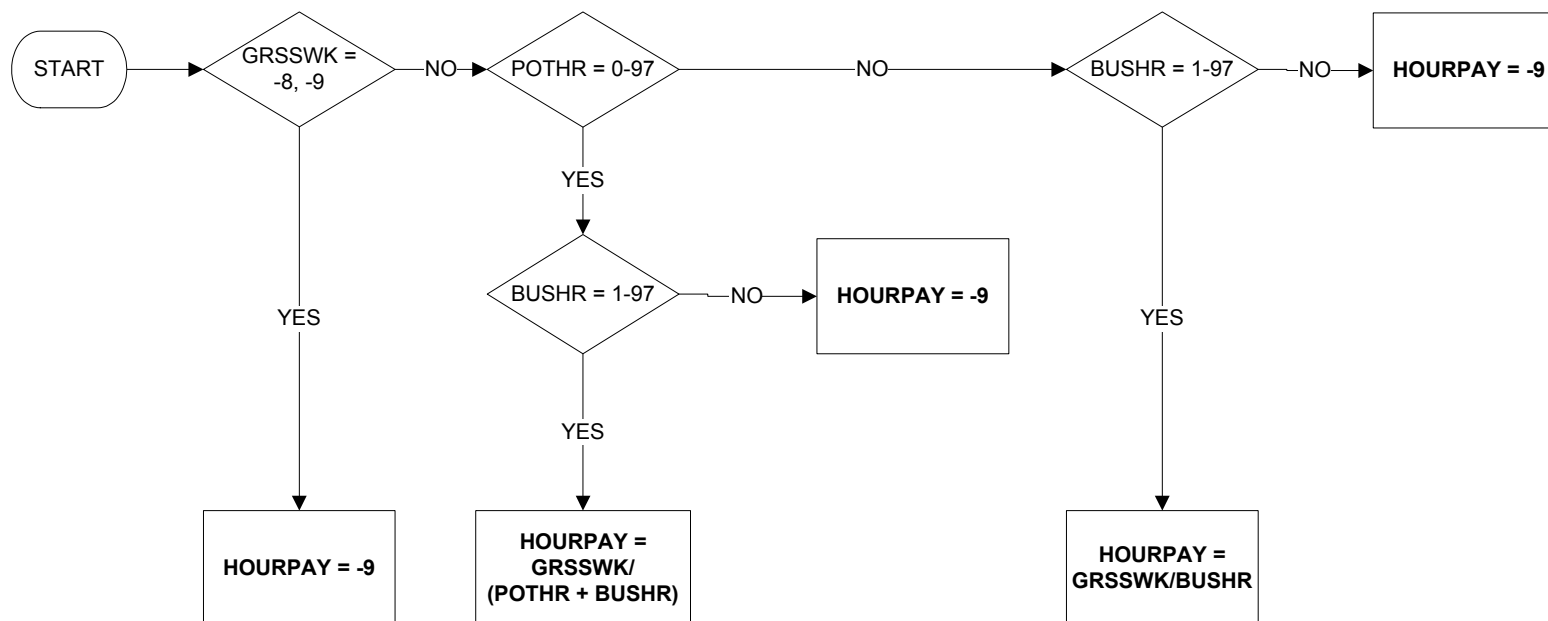 START
GRSSWK =
-8, -9
NO
POTHR = 0-97
NO
BUSHR = 1-97
NO
HOURPAY = -9
YES
BUSHR = 1-97
NO
HOURPAY = -9
YES
YES
YES
HOURPAY = -9
HOURPAY =
GRSSWK/
(POTHR + BUSHR)
HOURPAY =
GRSSWK/BUSHR